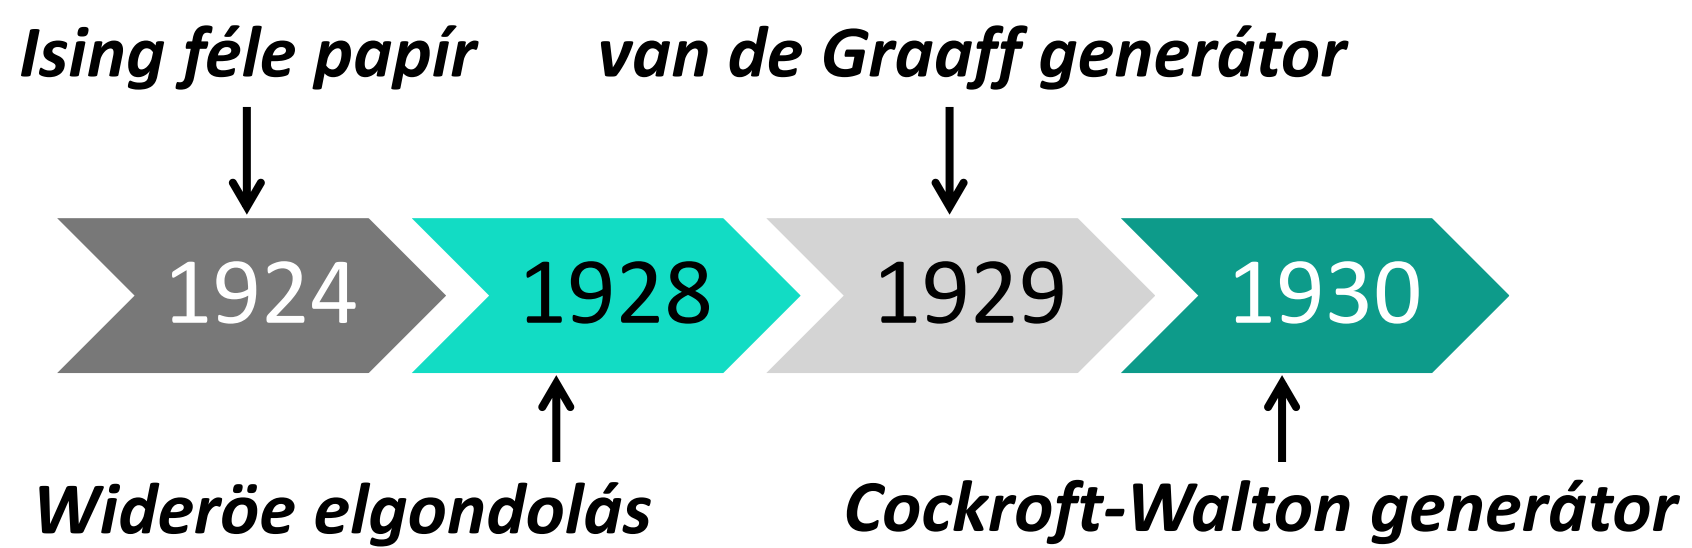 Ising féle papír
van de Graaff generátor
1924
1928
1929
1930
Wideröe elgondolás
Cockroft-Walton generátor